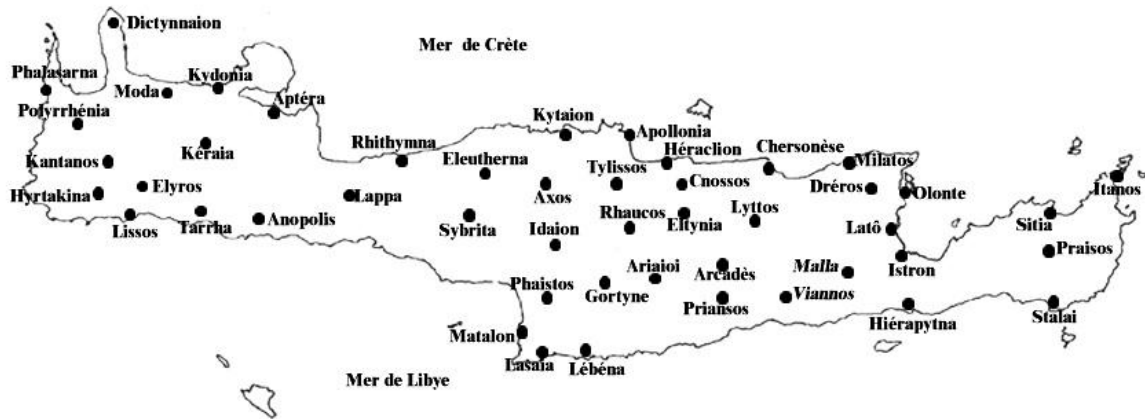 Dictynnaion
Mer de Crète
Phalasarna
Kydonia
Moda
Aptéra
Polyrrhénia
Kytaion
Apollonia
Rhithymna
Héraclion
Kéraia
Kantanos
Eleutherna
Tylissos
Chersonèse
Milatos
Hyrtakina
Elyros
Lappa
Axos
Cnossos
Dréros
Olonte
Itanos
Lissos
Tarrha
Anopolis
Sybrita
Idaion
Rhaucos
Eltynia
Lyttos
Latô
Sitia
Praisos
Phaistos
Gortyne
Ariaioi
Arcadès
Malla
Istron
Priansos
Viannos
Hiérapytna
Stalai
Matalon
Lasaia
Lébéna
Mer de Libye